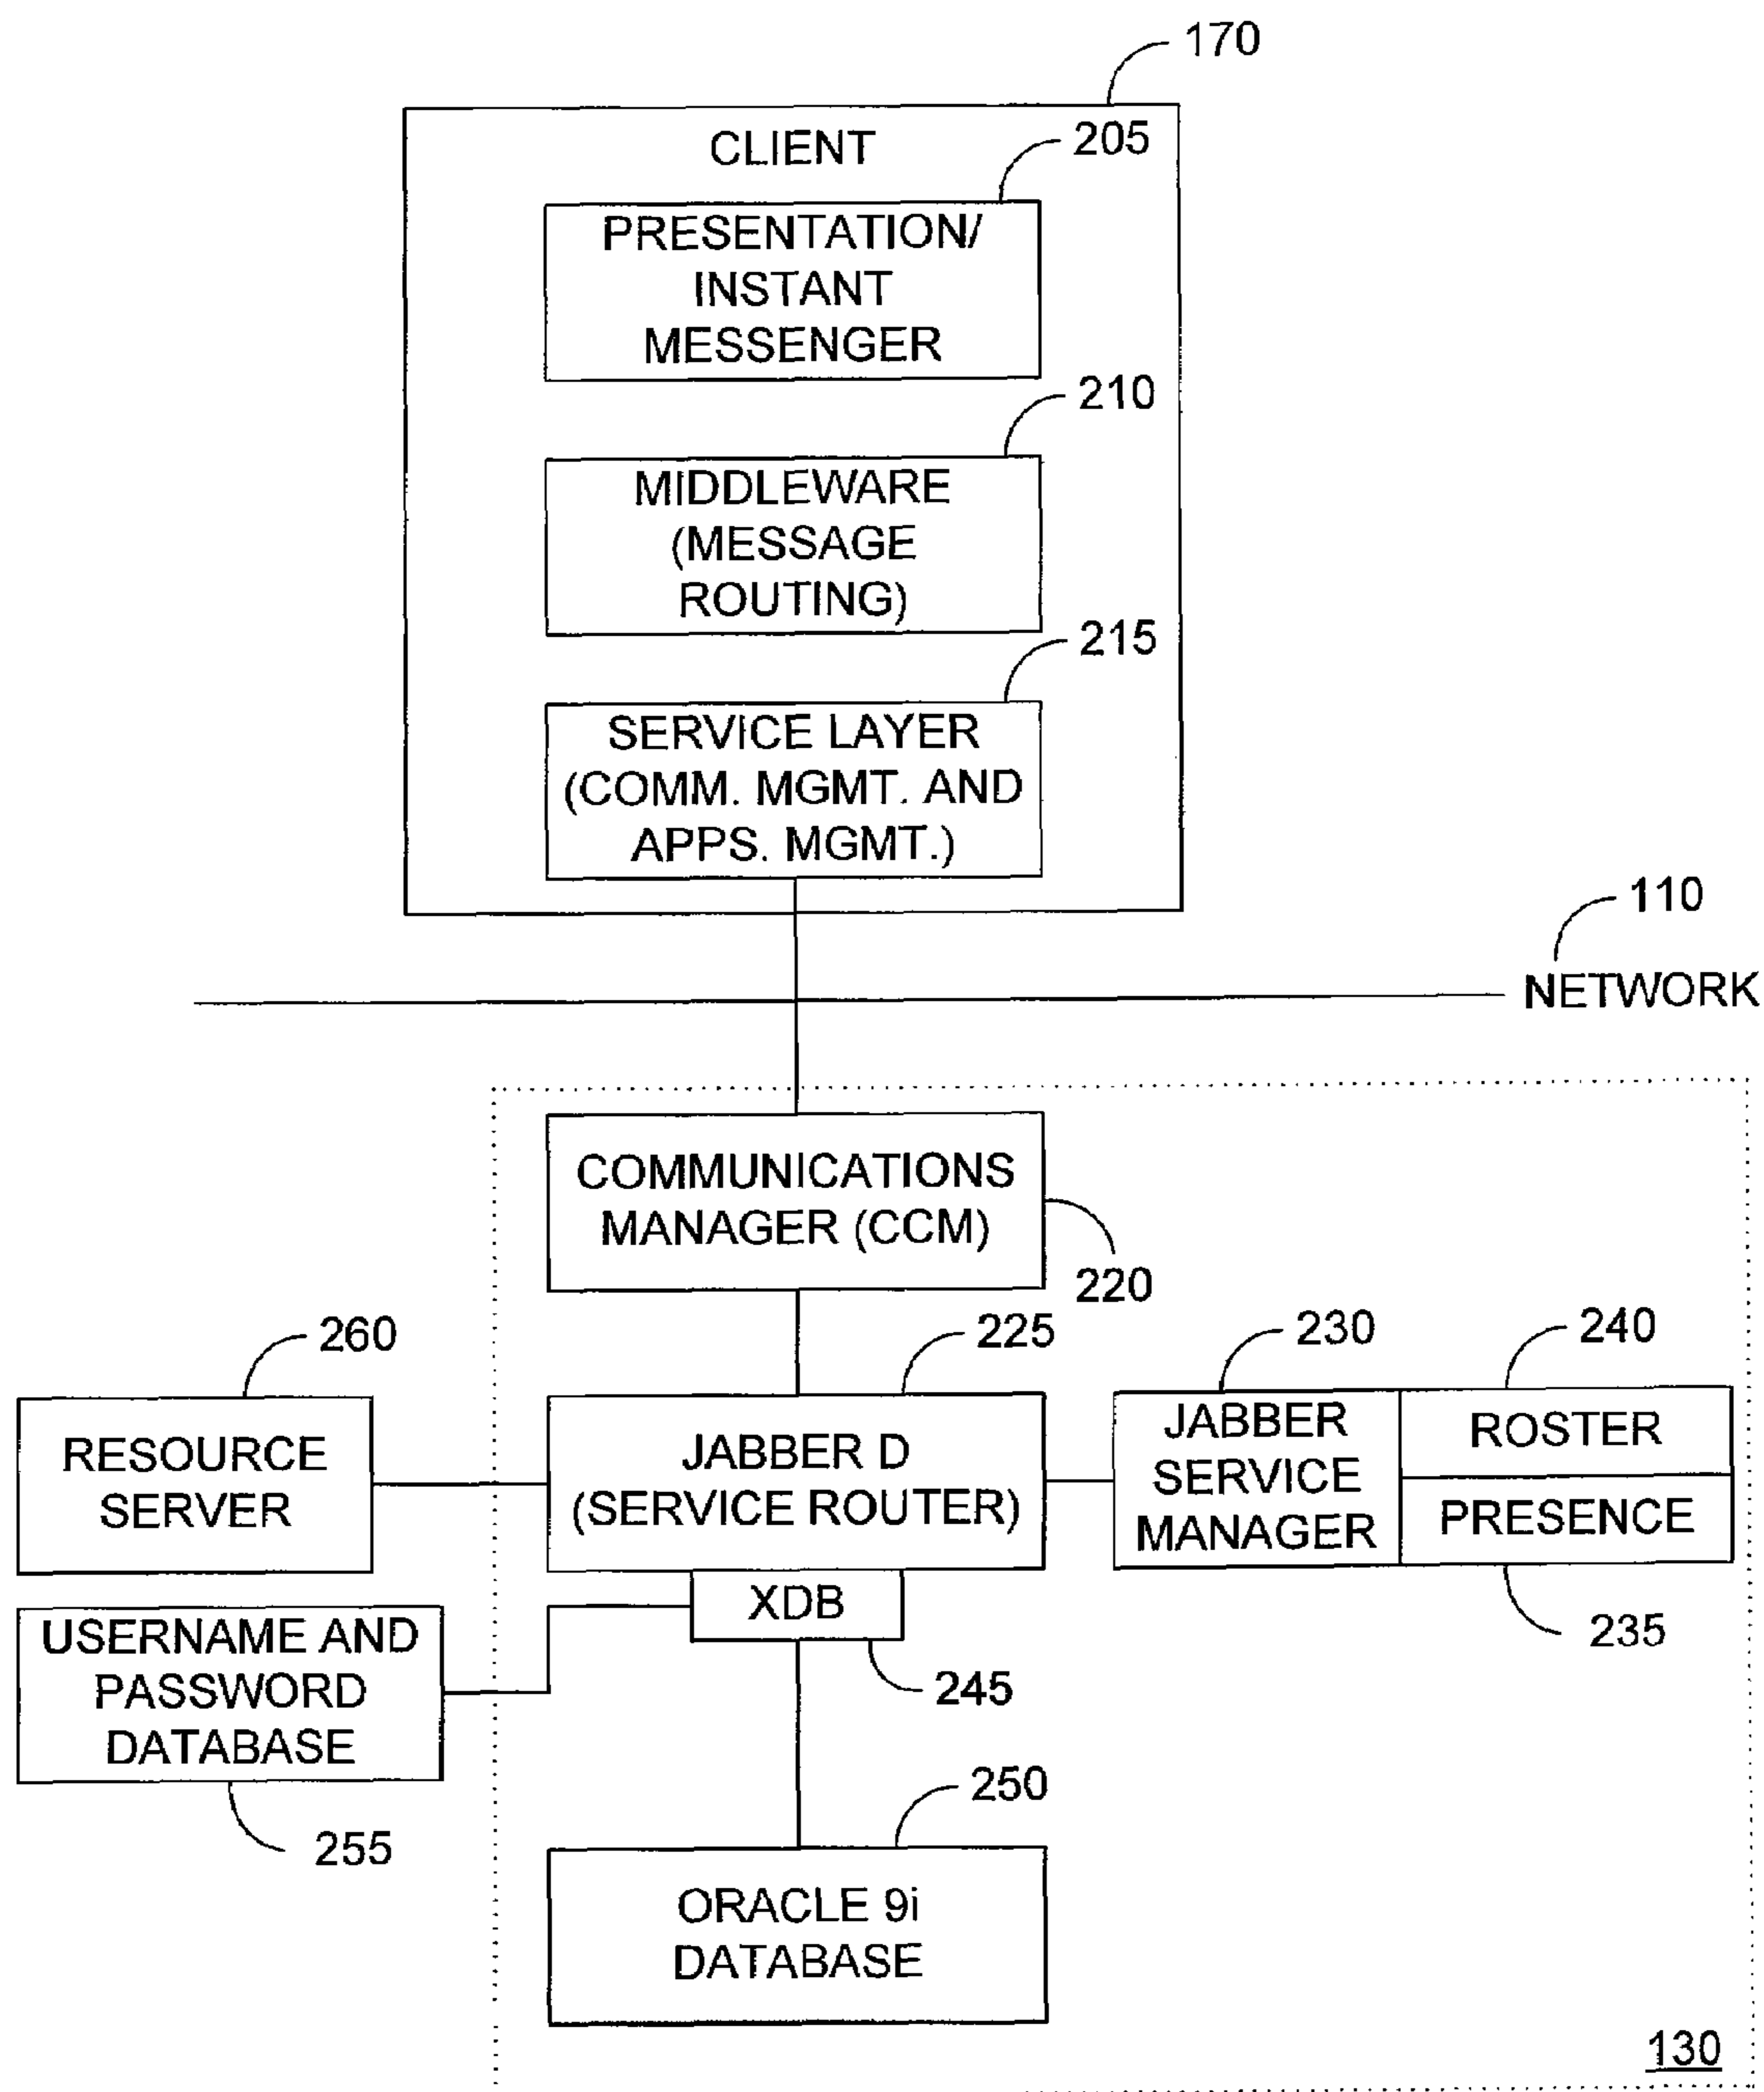 170
CLIENT
205
PRESENTATION/
INSTANT
MESSENGER
210
MIDDLEWARE
(MESSAGE
ROUTING)
215
SERVICE LAYER
(COMM. MGMT. AND
APPS. MGMT.)
110
NETWORK
COMMUNICATIONS
MANAGER (CCM)
220
260
225
230
240
RESOURCE
SERVER
JABBER D
(SERVICE ROUTER)
JABBER
SERVICE
MANAGER
ROSTER
PRESENCE
235
XDB
245
USERNAME AND
PASSWORD
DATABASE
255
250
ORACLE 9i
DATABASE
130